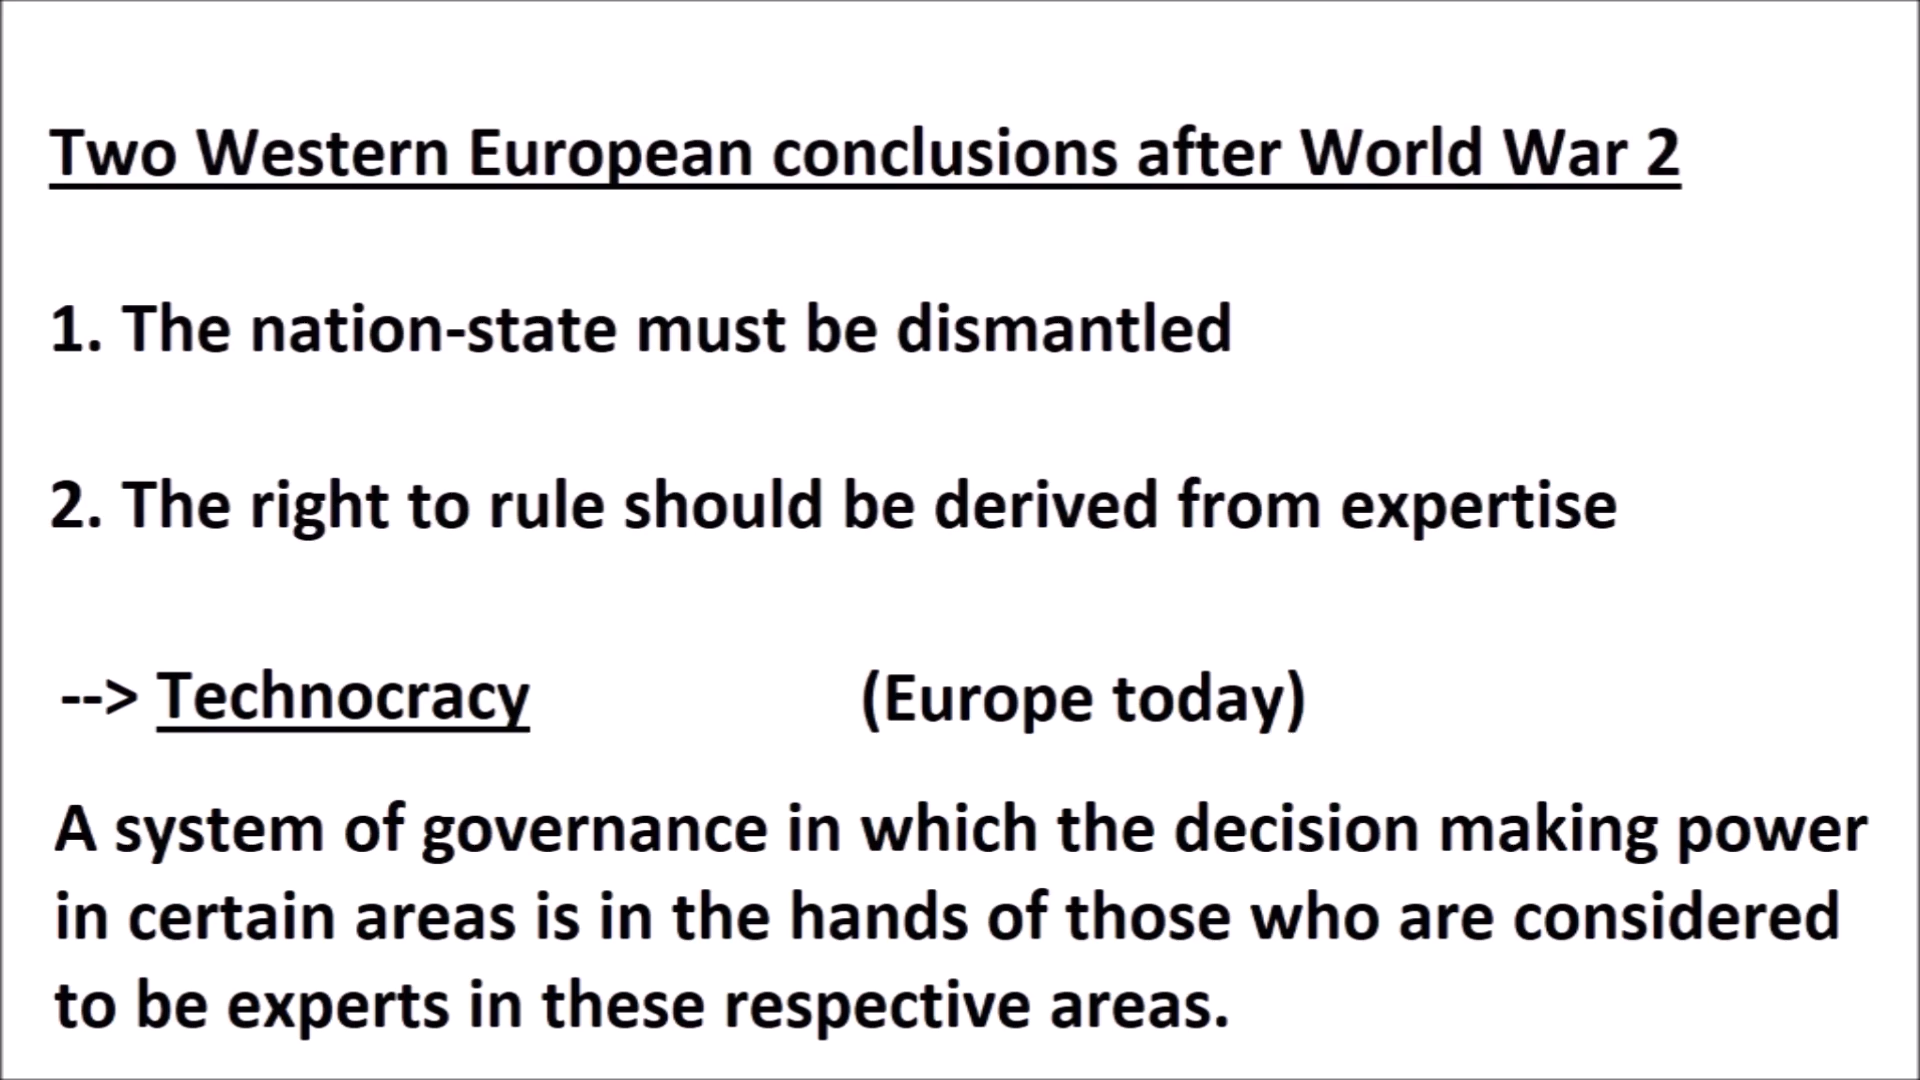 Two Western European conclusions after World War 2
1. The nation-state must be dismantled
2. The right to rule should be derived from expertise
--> Technocracy (Europe today)
A system of governance in which the decision making power
in certain areas is in the hands of those who are considered
to be experts in these respective areas.